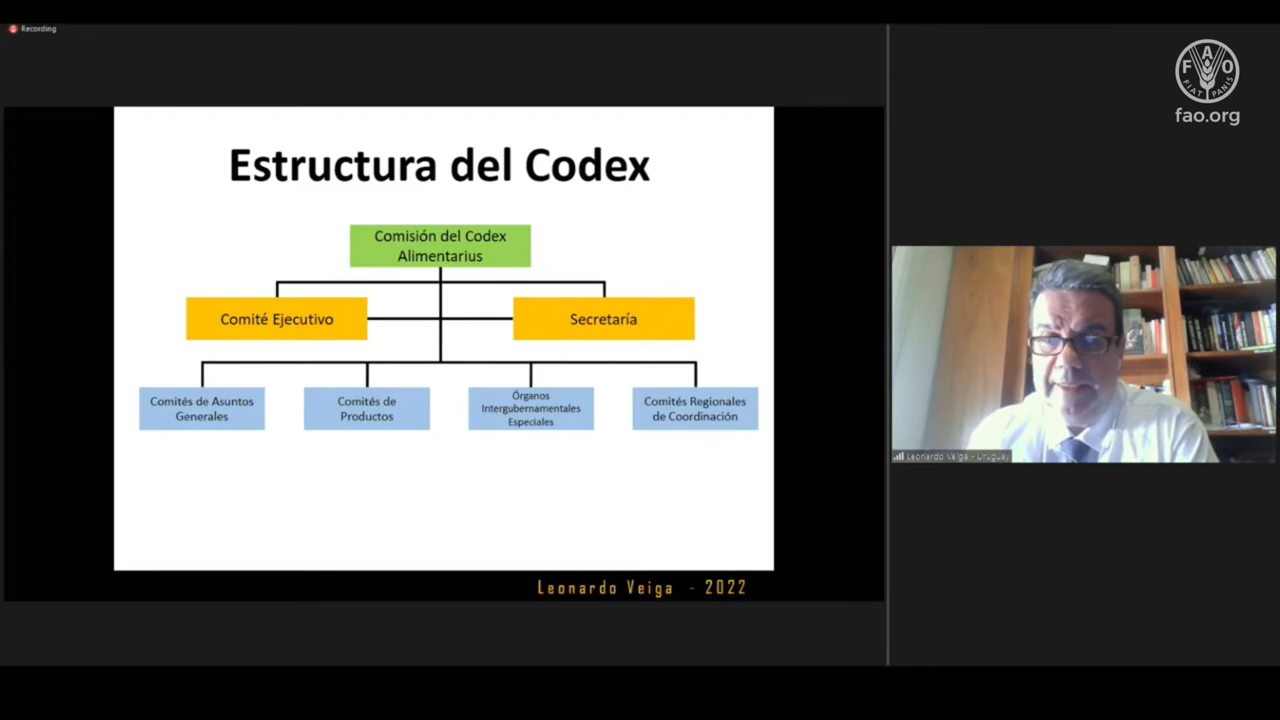 Recording
FAO
FIAT PANIS
fao.org
Estructura del Codex
Comisión del Codex
Alimentarius
Comité Ejecutivo
Secretaría
Comités de Asuntos
Generales
Comités de
Productos
Órganos
Intergubernamentales
Especiales
Comités Regionales
de Coordinación
Leonardo Veiga - Uruguay
Leonardo Veiga - 2022